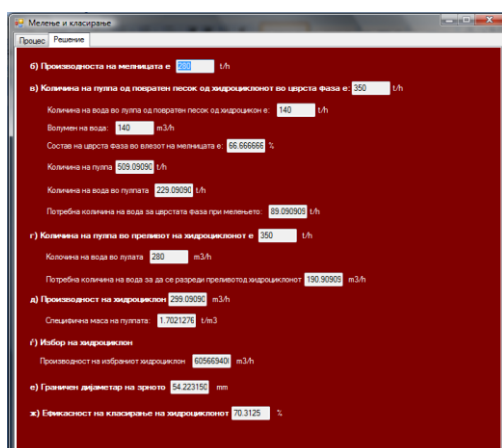 Мелење и класирање
Процес Решение
б) Производноста на мелницата е 280 t/h
в) Количина на пулпа од повратен песок од хидроциклонот во цврста фаза е: 350 t/h
Количина на вода во пулпа од повратен песок од хидроцикон е: 140 t/h
Волумен на вода: 140 m3/h
Состав на цврста фаза во влезот на мелницата е: 66.666666 %
Количина на пулпа 509.09090 t/h
Количина на вода во пулпата 229.09090 t/h
Потребна количина на вода за цврстата фаза при мелењето: 89.090909 t/h
г) Количина на пулпа во преливот на хидроциклонот е 350 t/h
Колочина на вода во пулата 280 m3/h
Потребна количина на вода за да се разреди преливотод хидроциклонот 190.90909 m3/h
д) Производност на хидроциклон 299.09090 m3/h
Специфична маса на пулпата: 1.7021276 t/m3
ѓ) Избор на хидроциклон
Производност на избраниот хидроциклон 60566940 m3/h
е) Граничен дијаметар на зрното 54.223150 mm
ж) Ефикасност на класирање на хидроциклонот 70.3125 %